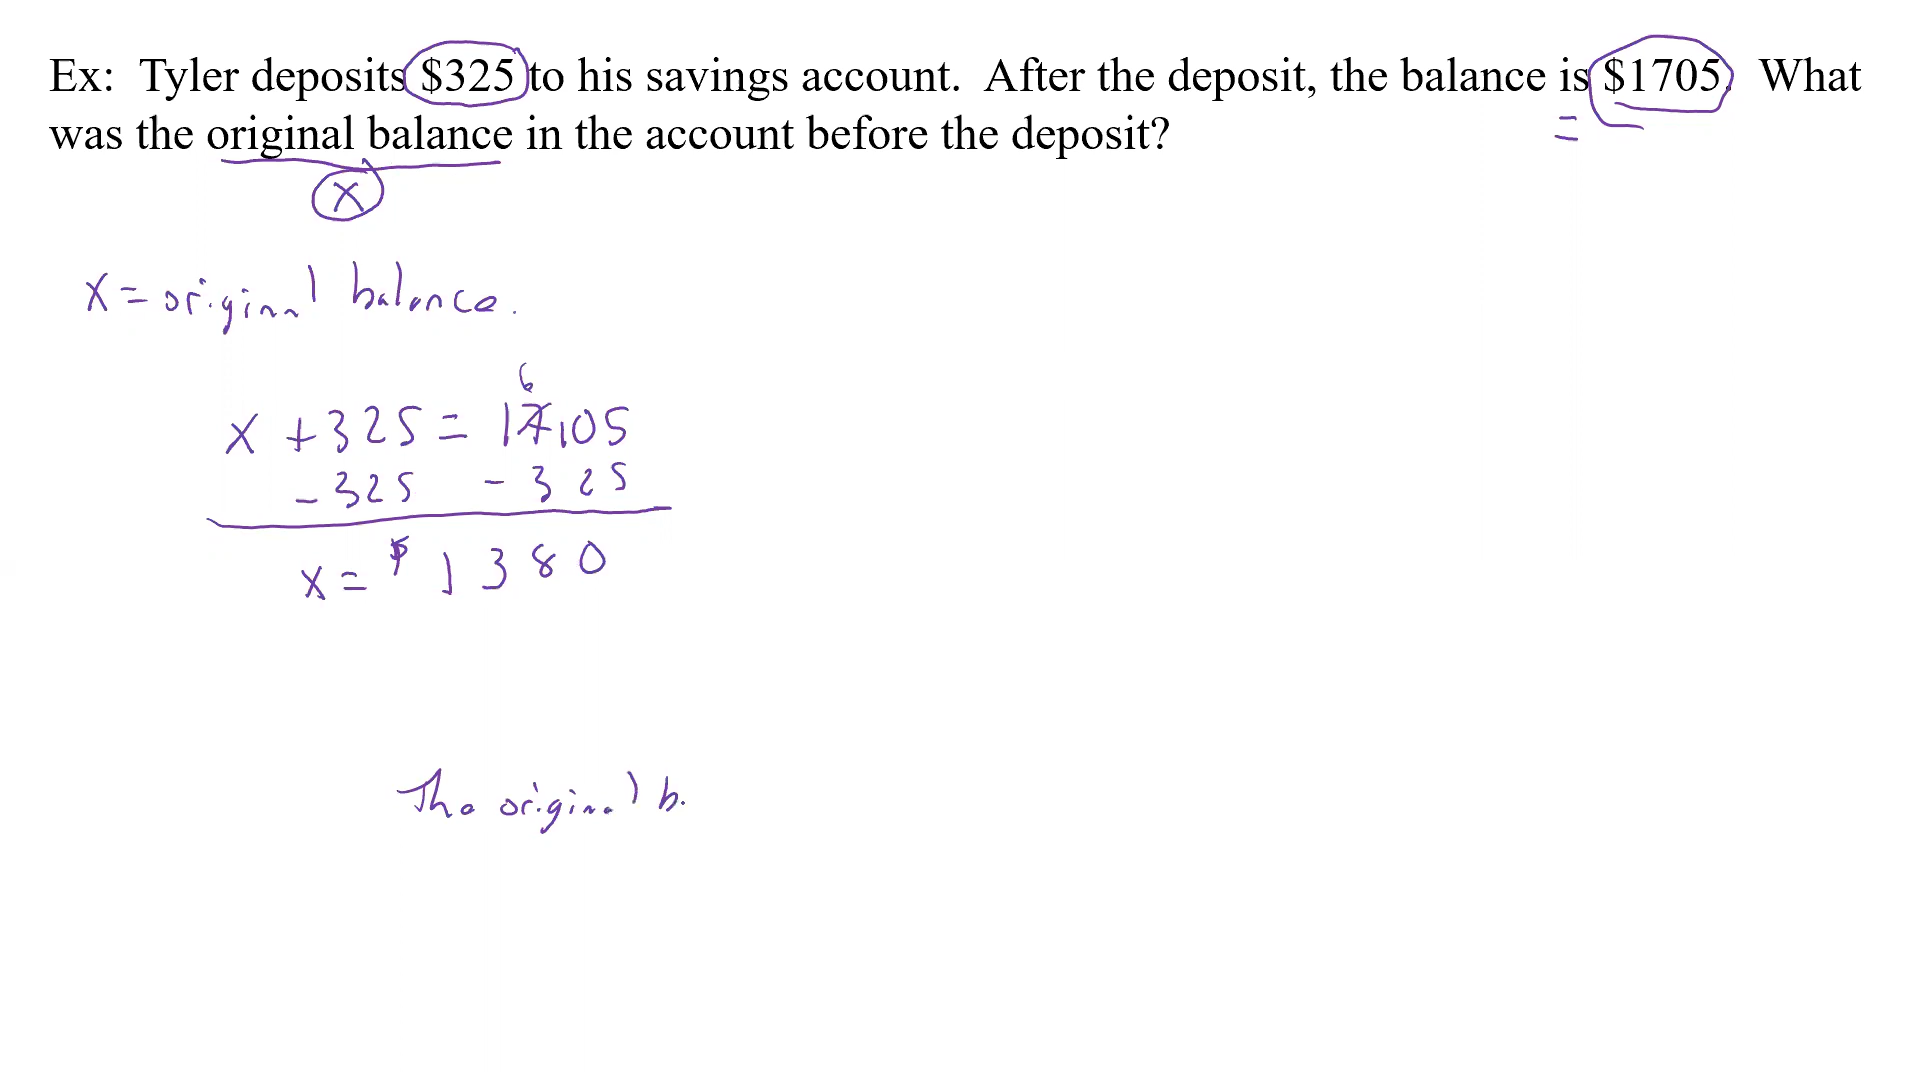 Ex: Tyler deposits $325 to his savings account. After the deposit, the balance is $1705. What
was the original balance in the account before the deposit?
=
x
x = original balance.
6
x + 325 = 17105
- 325 - 325
x = $1380
The original b.